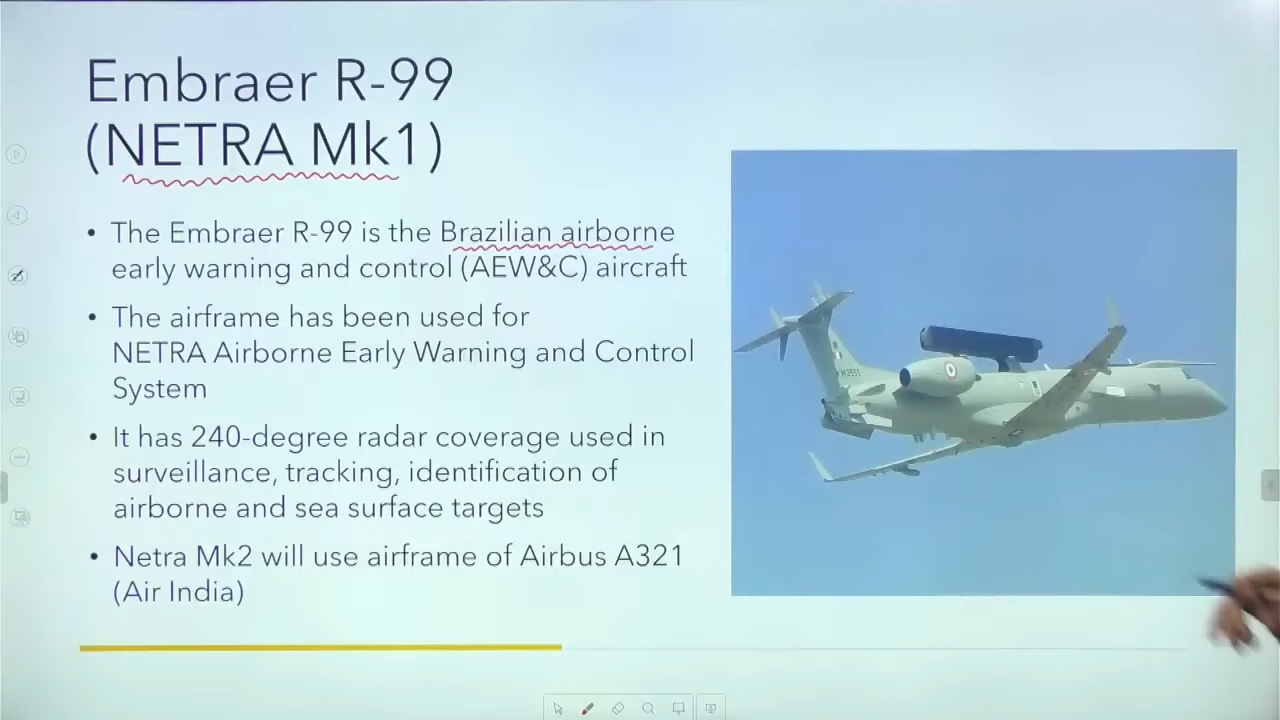 Embraer R-99
(NETRA Mk1)
• The Embraer R-99 is the Brazilian airborne
early warning and control (AEW&C) aircraft
• The airframe has been used for
NETRA Airborne Early Warning and Control
System
• It has 240-degree radar coverage used in
surveillance, tracking, identification of
airborne and sea surface targets
• Netra Mk2 will use airframe of Airbus A321
(Air India)